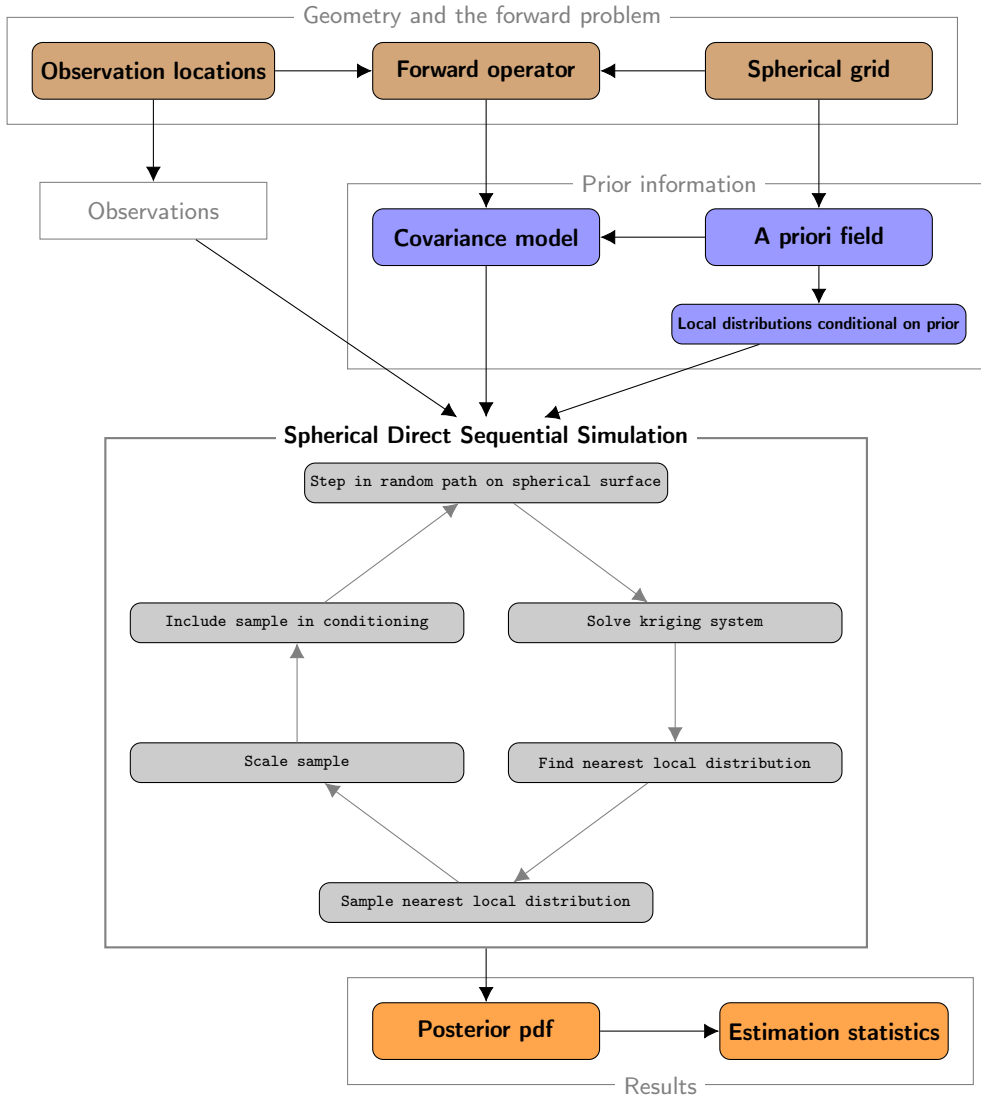 Geometry and the forward problem
Observation locations
Forward operator
Spherical grid
Observations
Prior information
Covariance model
A priori field
Local distributions conditional on prior
Spherical Direct Sequential Simulation
Step in random path on spherical surface
Include sample in conditioning
Solve kriging system
Scale sample
Find nearest local distribution
Sample nearest local distribution
Posterior pdf
Estimation statistics
Results